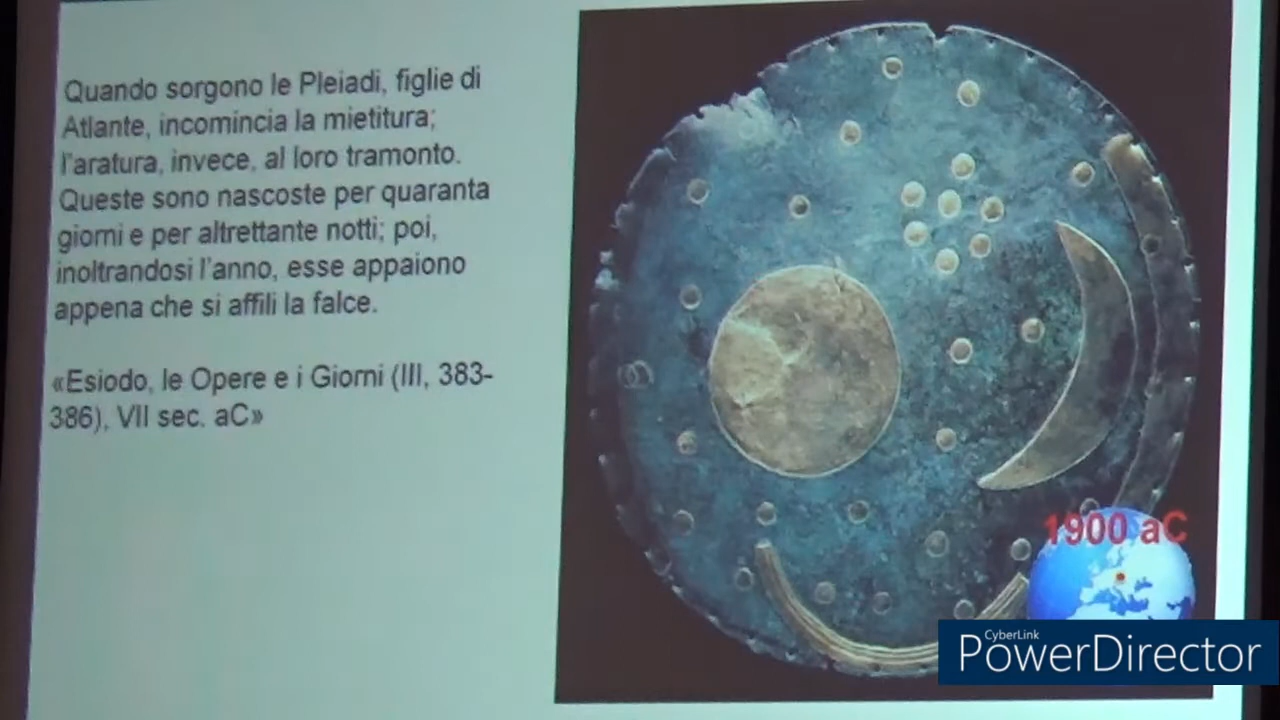 Quando sorgono le Pleiadi, figlie di
Atlante, incomincia la mietitura;
l'aratura, invece, al loro tramonto.
Queste sono nascoste per quaranta
giorni e per altrettante notti; poi,
inoltrandosi l'anno, esse appaiono
appena che si affili la falce.
«Esiodo, le Opere e i Giorni (III, 383-
386), VII sec. aC»
1900 aC
CyberLink
PowerDirector